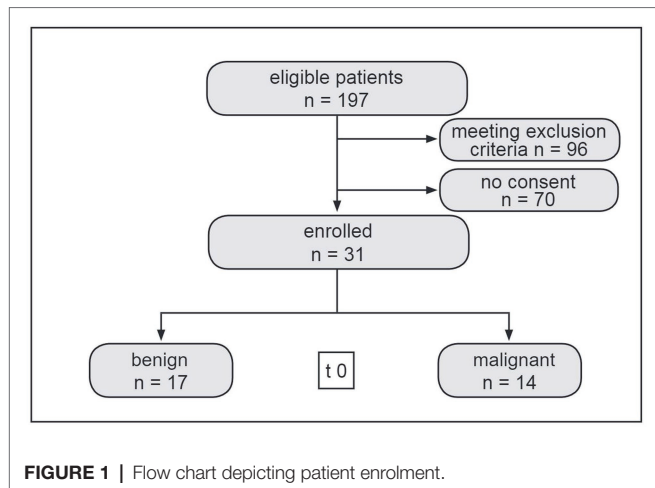 eligible patients
n = 197
meeting exclusion
criteria n = 96
no consent
n = 70
enrolled
n = 31
benign
n = 17
t 0
malignant
n = 14
FIGURE 1 | Flow chart depicting patient enrolment.